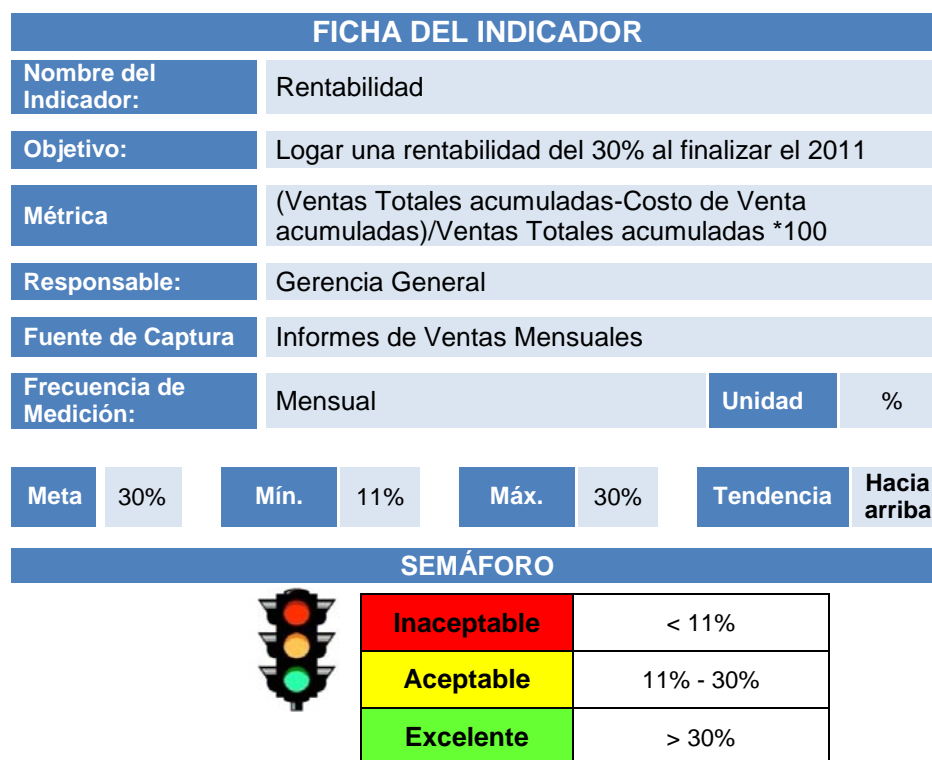 FICHA DEL INDICADOR
Nombre del
Indicador:
Rentabilidad
Objetivo:
Logar una rentabilidad del 30% al finalizar el 2011
Métrica
(Ventas Totales acumuladas-Costo de Venta
acumuladas)/Ventas Totales acumuladas *100
Responsable:
Gerencia General
Fuente de Captura
Informes de Ventas Mensuales
Frecuencia de
Medición:
Mensual
Unidad
%
Meta
30%
Mín.
11%
Máx.
30%
Tendencia
Hacia
arriba
SEMÁFORO
Inaceptable
< 11%
Aceptable
11% - 30%
Excelente
> 30%